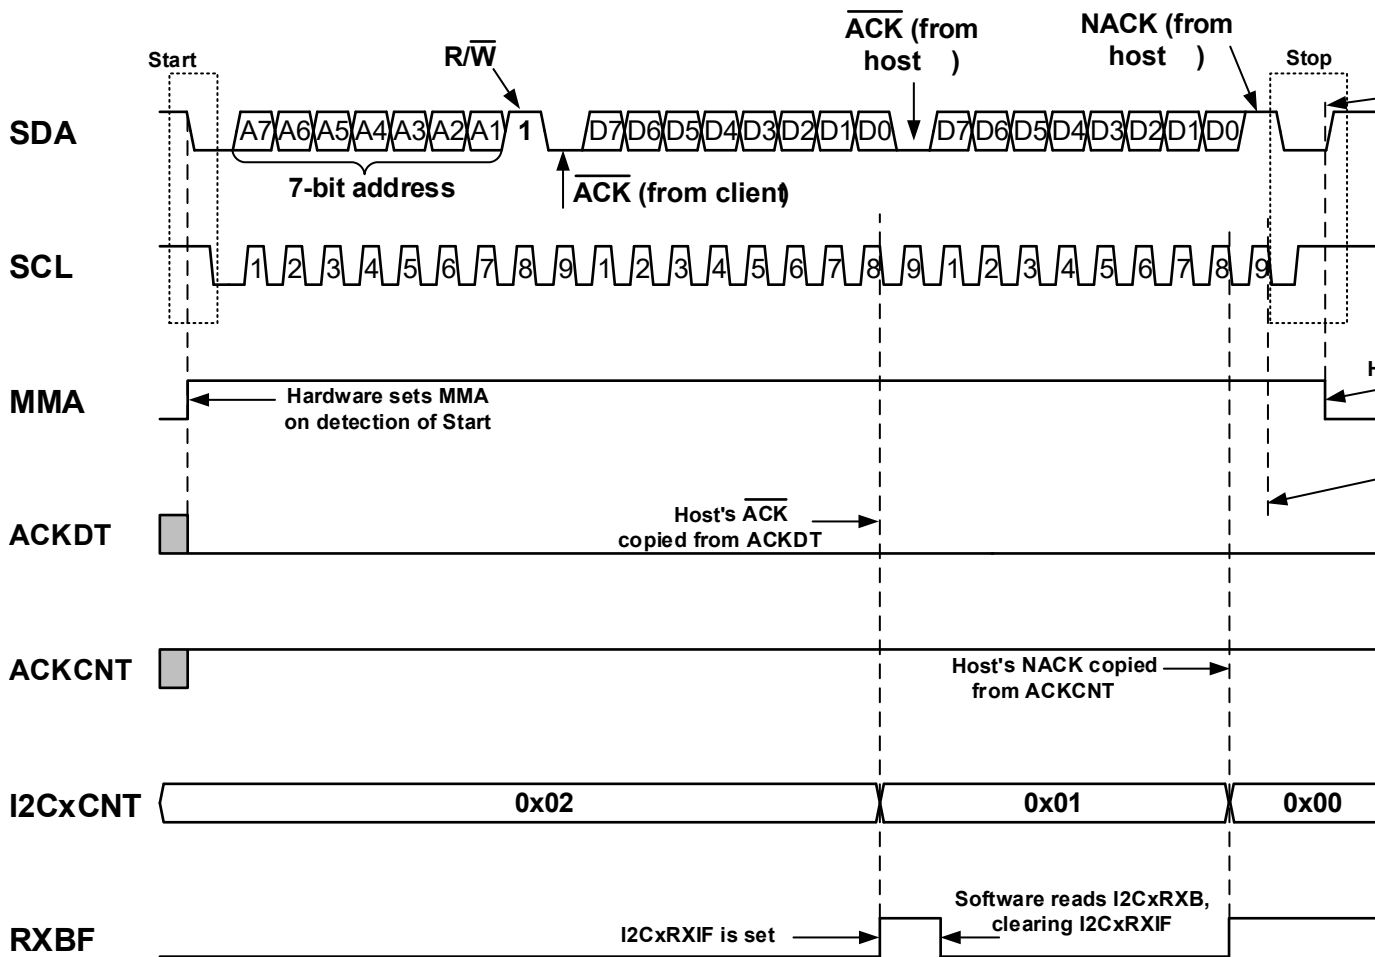 ACK (from
host )
NACK (from
host )
Start
R/W
Stop
SDA
A7 A6 A5 A4 A3 A2 A1 1 D7 D6 D5 D4 D3 D2 D1 D0 D7 D6 D5 D4 D3 D2 D1 D0
7-bit address
ACK (from client)
SCL
1 2 3 4 5 6 7 8 9 1 2 3 4 5 6 7 8 9 1 2 3 4 5 6 7 8 9
H
MMA
Hardware sets MMA
on detection of Start
ACKDT
Host's ACK
copied from ACKDT
ACKCNT
Host's NACK copied
from ACKCNT
I2CxCNT
0x02 0x01 0x00
RXBF
I2CxRXIF is set
Software reads I2CxRXB,
clearing I2CxRXIF